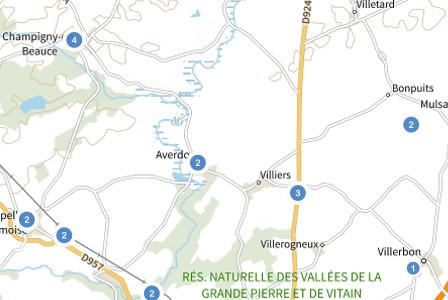 Villetard
D924
Champigny-
Beauce
4
Bonpuits
Mulsa
2
Averdo
2
Villiers
3
2
2
D957
Villerogneux
Villerbon
1
RÉS. NATURELLE DES VALLÉES DE LA
GRANDE PIERRE ET DE VITAIN
2